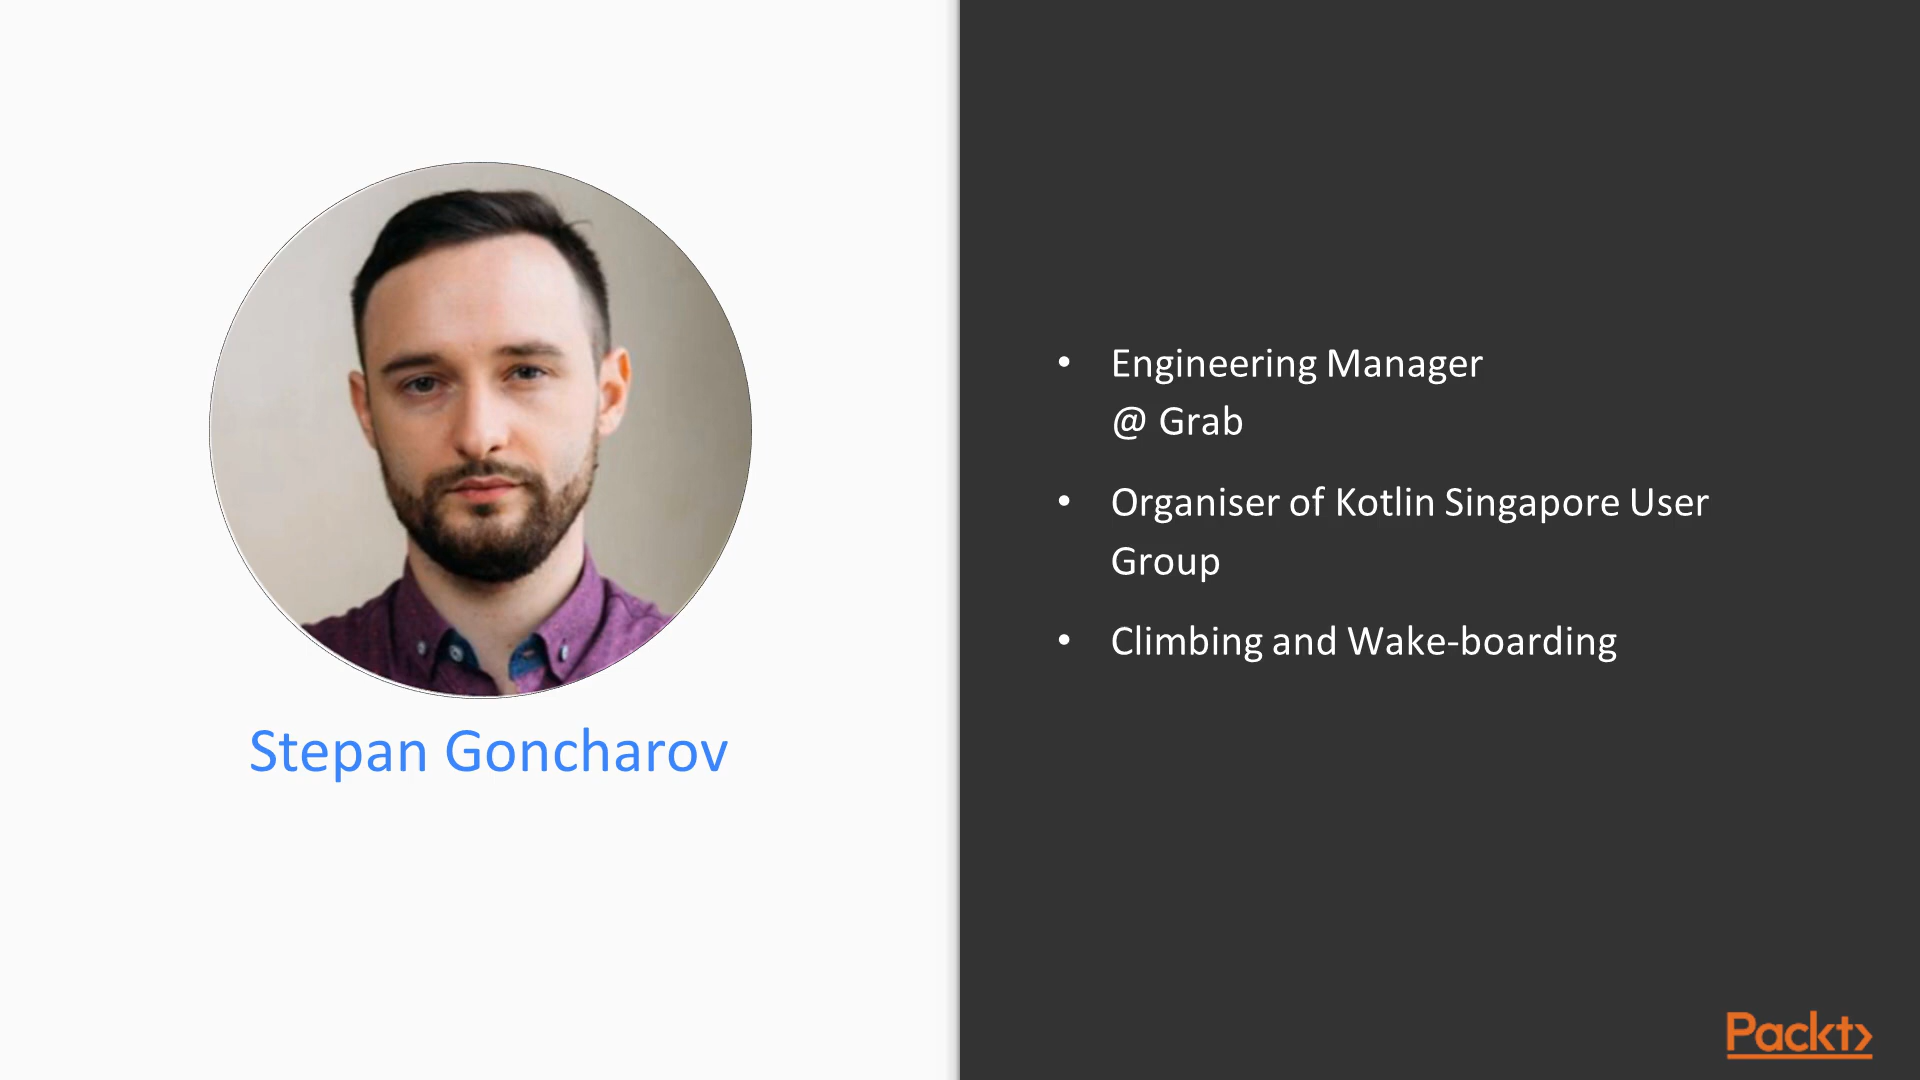 Stepan Goncharov
• Engineering Manager
@ Grab
• Organiser of Kotlin Singapore User
Group
• Climbing and Wake-boarding
Packt>